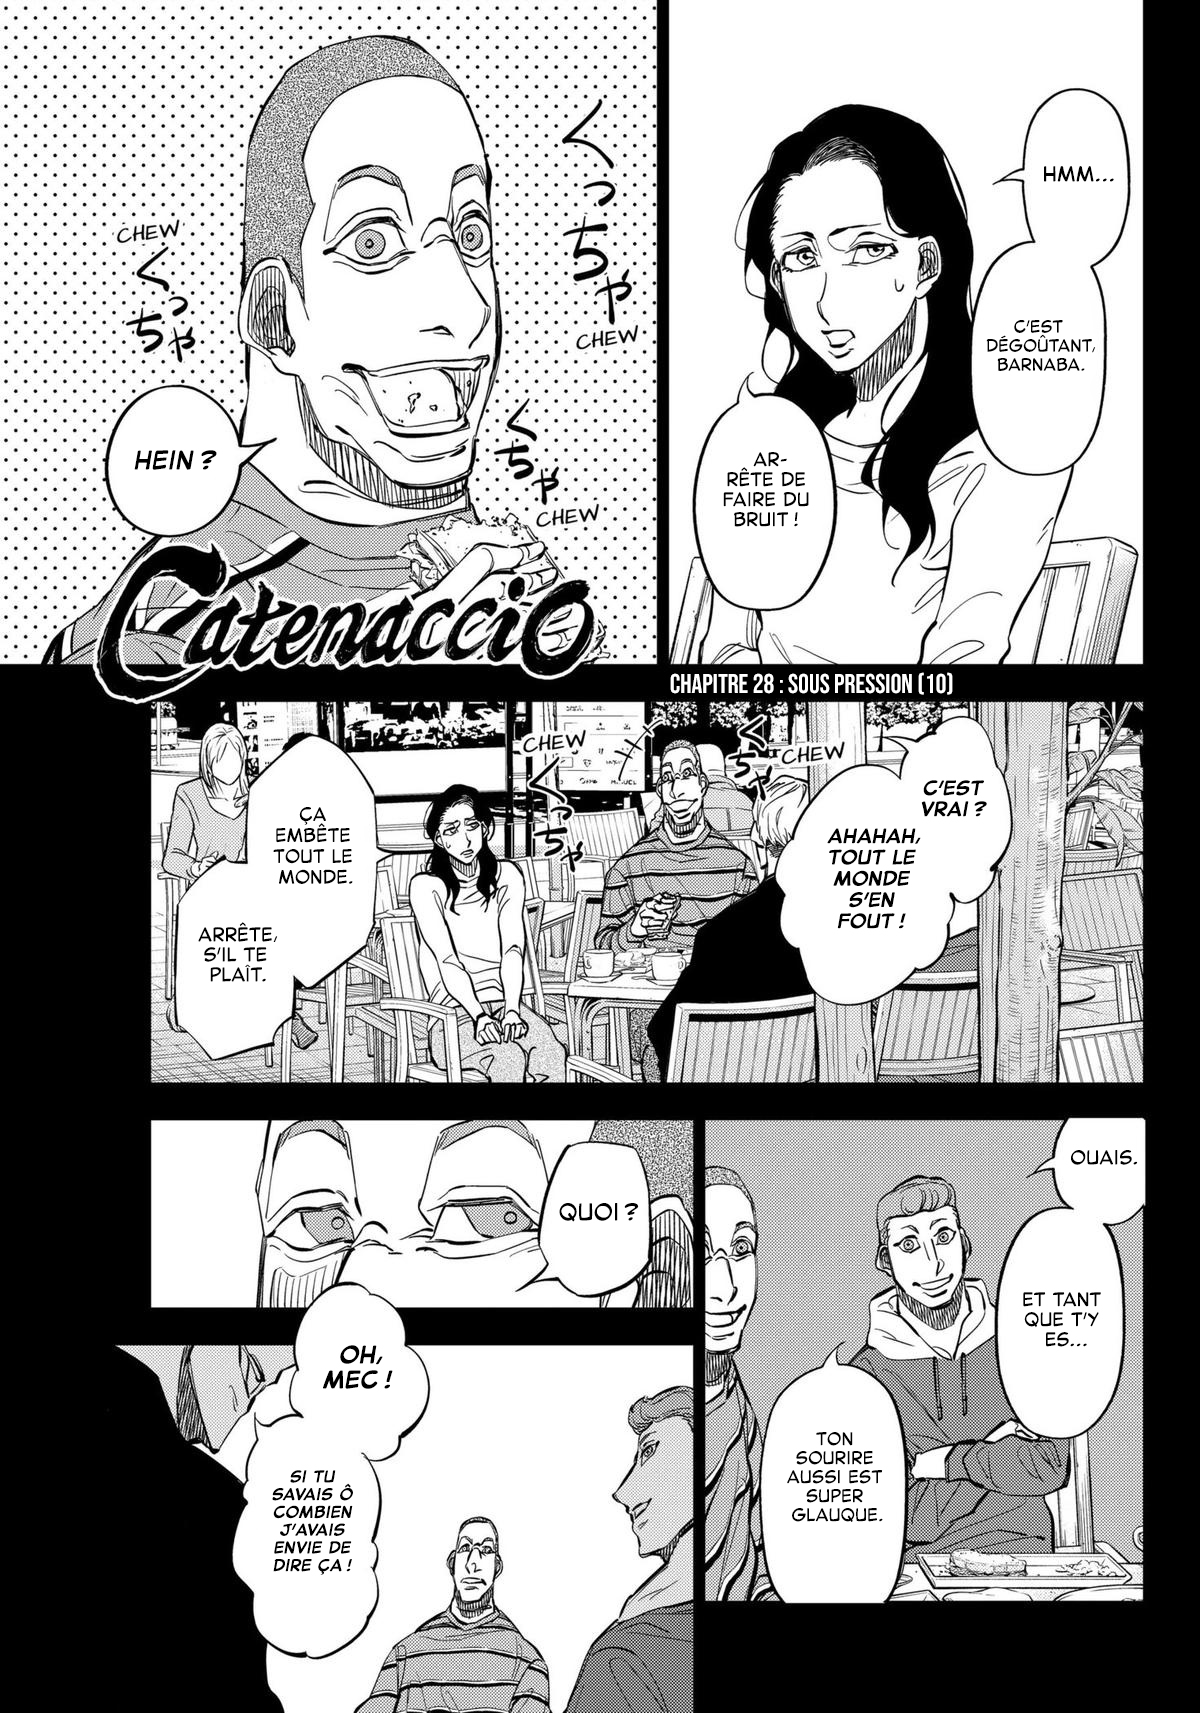 HMM...
C'EST
DÉGOÛTANT,
BARNABA.
AR-
RÊTE DE
FAIRE DU
BRUIT !
くっちゃ
CHEW
CHEW
くっちゃ
HEIN ?
くちゃ
CHEW
Catenaccio
CHAPITRE 28 : SOUS PRESSION (10)
C'EST
VRAI ?
AHAHAH,
TOUT LE
MONDE
S'EN
FOUT !
くちゃ
CHEW
CHEW
くっちゃ
ÇA
EMBÊTE
TOUT LE
MONDE.
ARRÊTE,
S'IL TE
PLAÎT.
OUAIS.
ET TANT
QUE T'Y
ES...
TON
SOURIRE
AUSSI EST
SUPER
GLAUQUE.
QUOI ?
OH,
MEC !
SI TU
SAVAIS Ô
COMBIEN
J'AVAIS
ENVIE DE
DIRE ÇA !